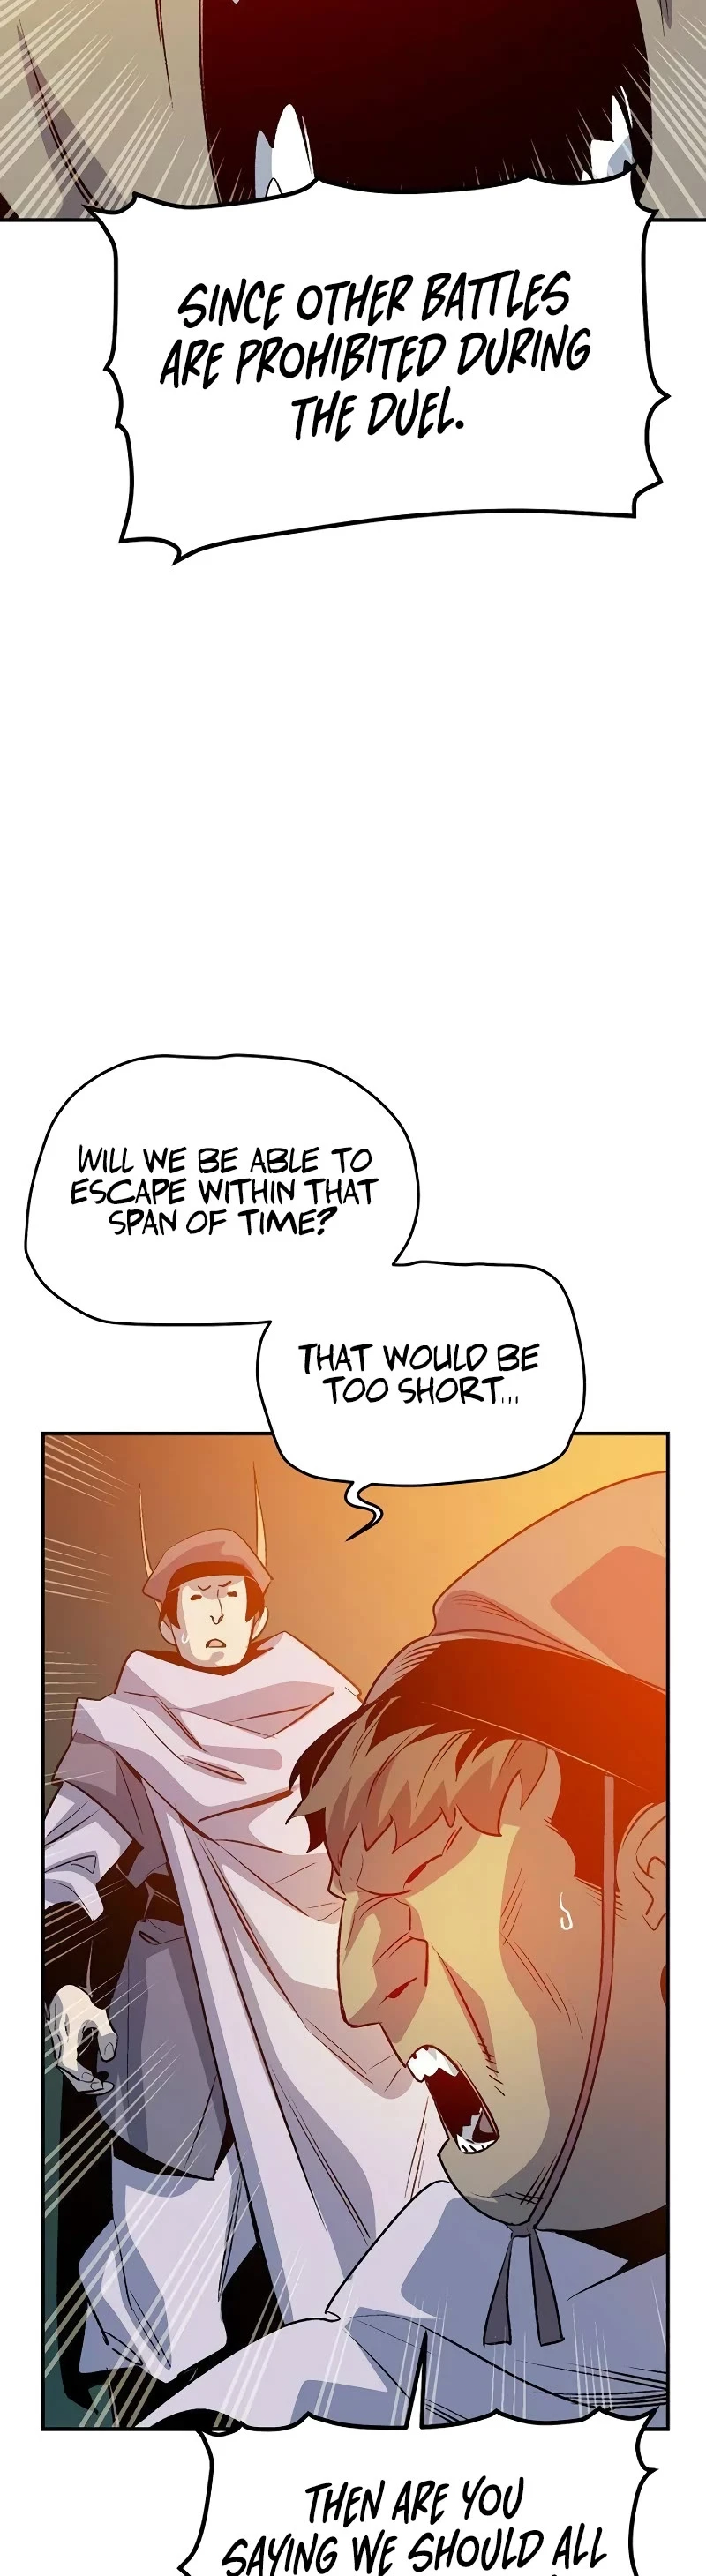 SINCE OTHER BATTLES
ARE PROHIBITED DURING
THE DUEL.
WILL WE BE ABLE TO
ESCAPE WITHIN THAT
SPAN OF TIME?
THAT WOULD BE
TOO SHORT...
THEN ARE YOU
SAYING WE SHOULD ALL